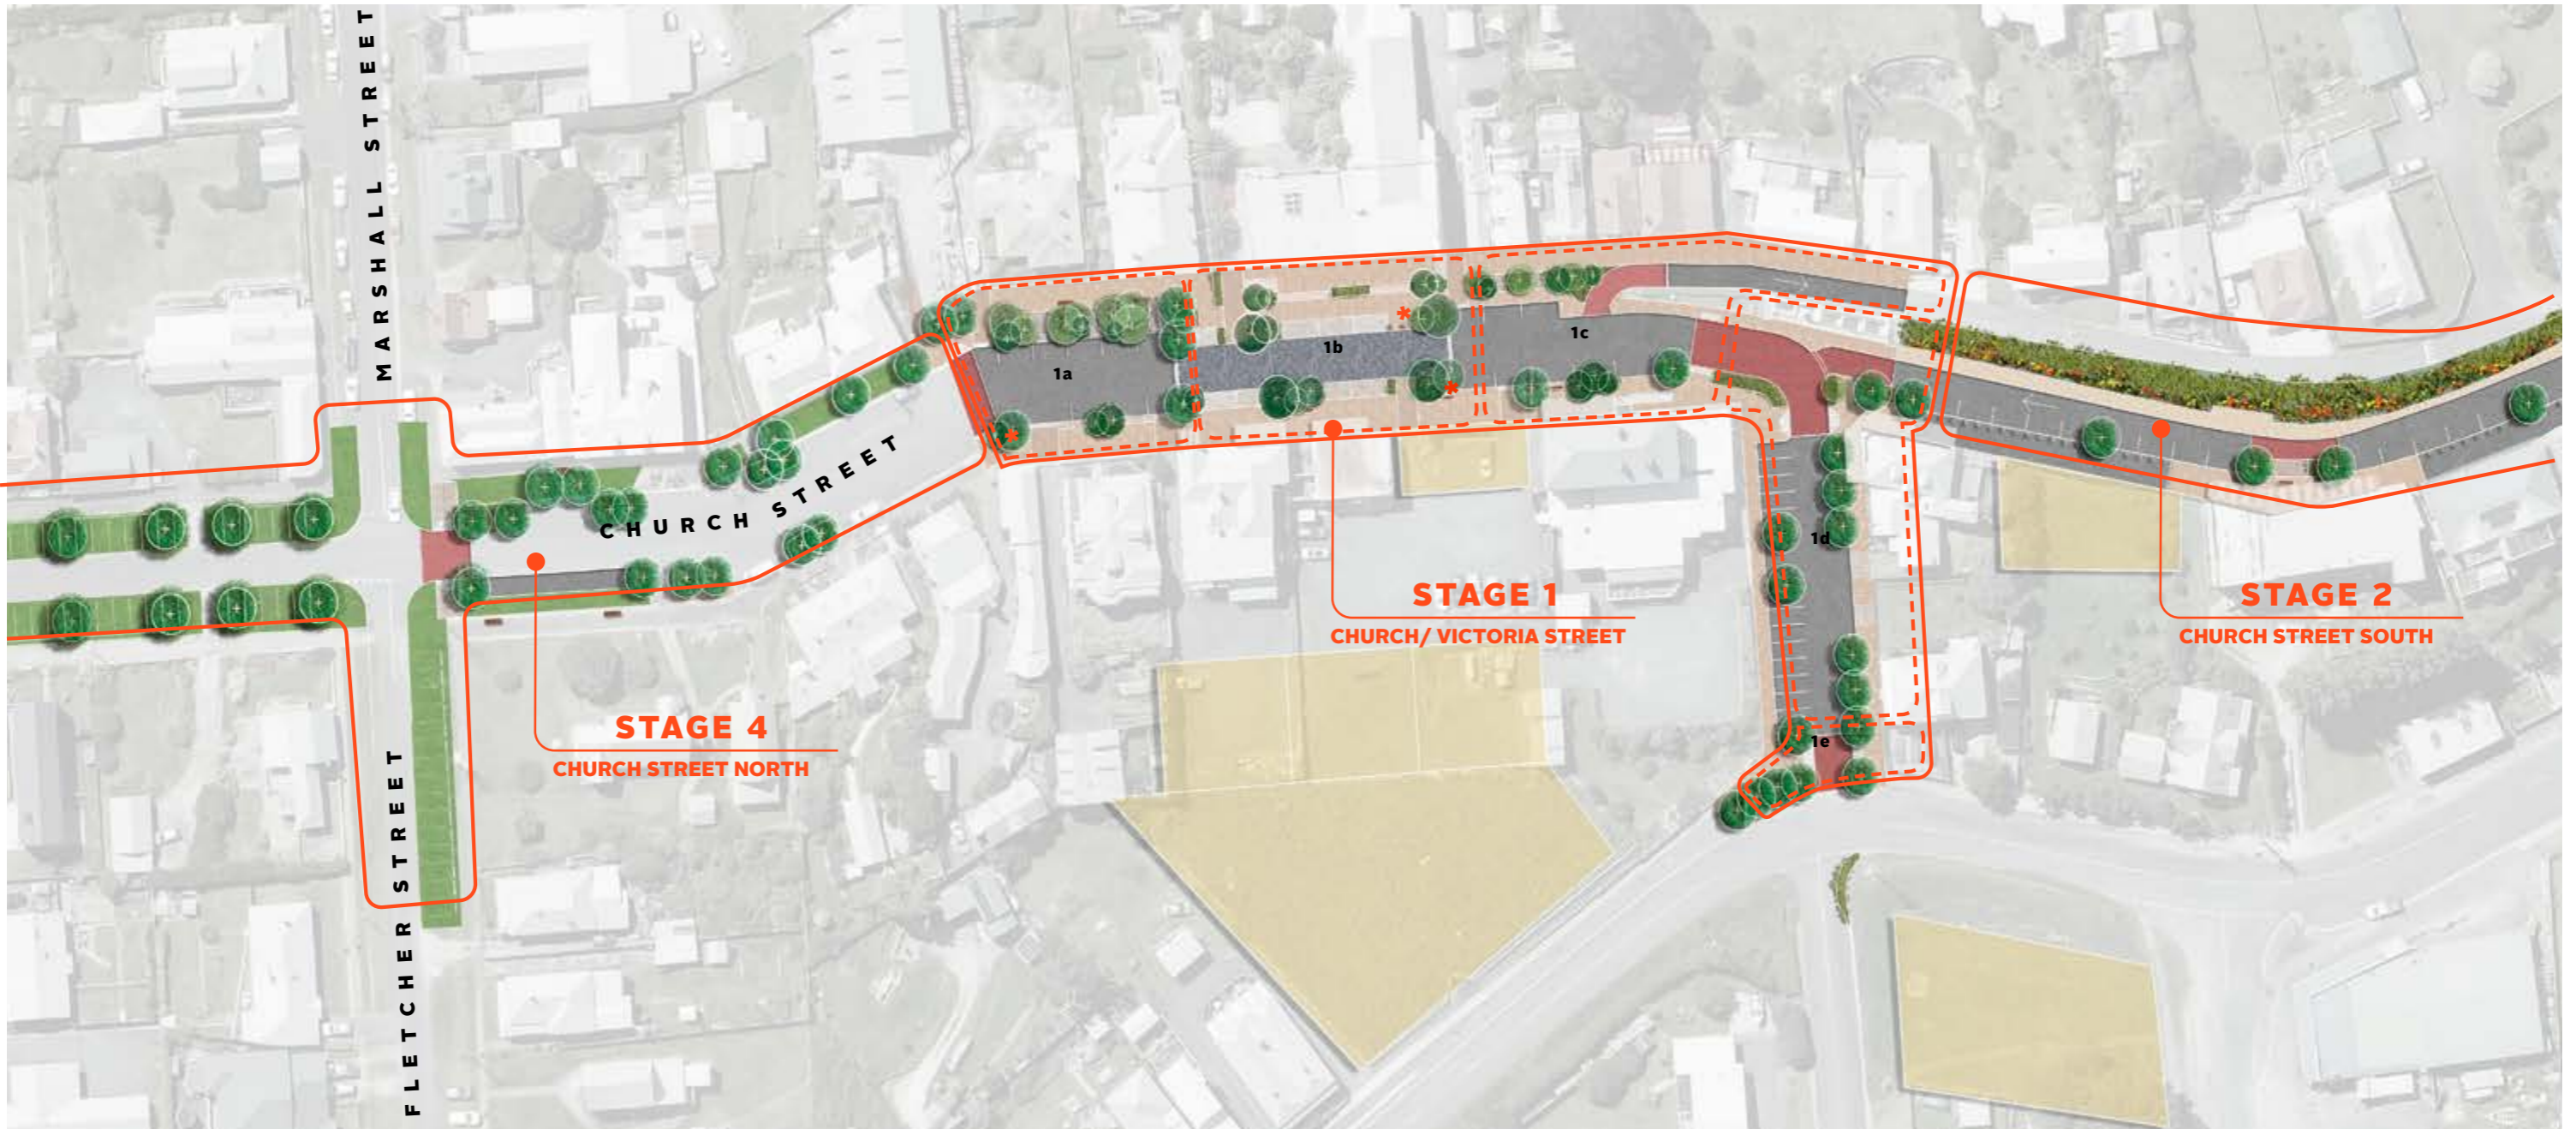 MARSHALL STREET
1a
1b
1c
CHURCH STREET
1d
STAGE 1
CHURCH/ VICTORIA STREET
STAGE 2
CHURCH STREET SOUTH
STAGE 4
CHURCH STREET NORTH
1e
FLETCHER STREET
*
*
*